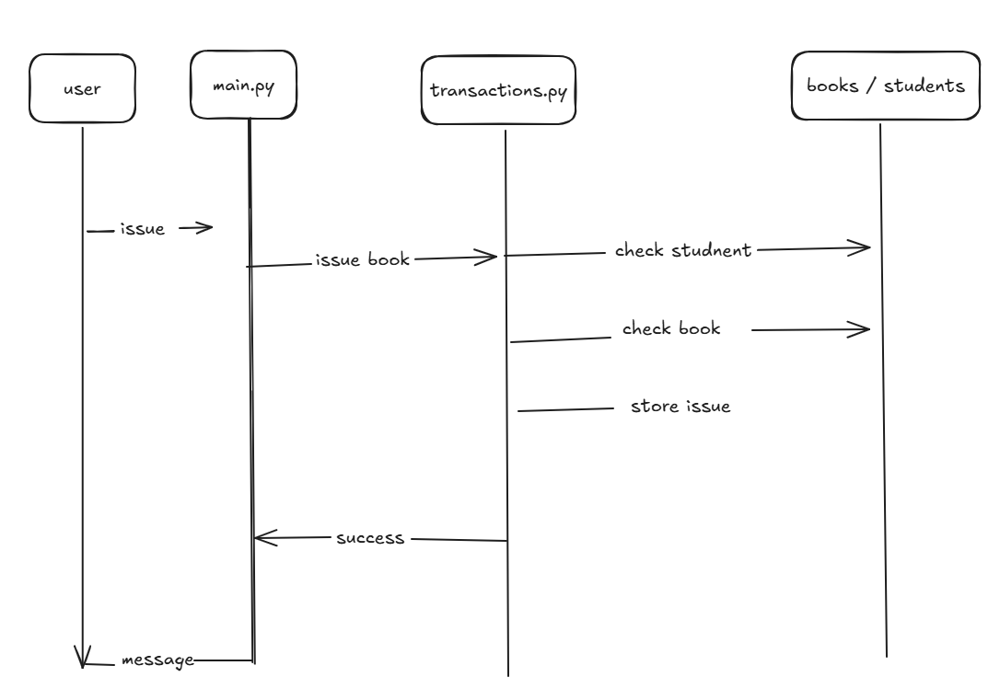 user
main.py
transactions.py
books / students
issue
issue book
check studnent
check book
store issue
success
message